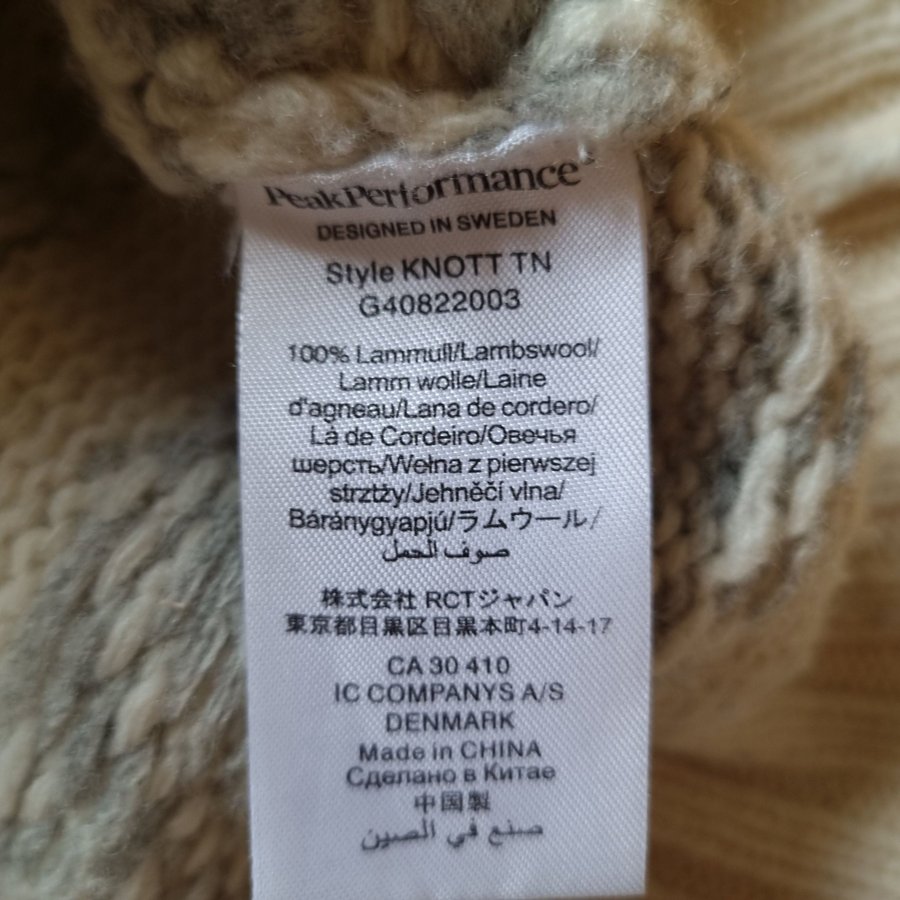 PeakPerformance®
DESIGNED IN SWEDEN
Style KNOTT TN
G40822003
100% Lammull/Lambswool/
Lamm wolle/Laine
d'agneau/Lana de cordero/
Lã de Cordeiro/Овечья
шерсть/Wełna z pierwszej
strztży/Jehněčí vlna/
Báránygyapjú/ラムウール/
صوف الحمل
株式会社 RCTジャパン
東京都目黒区目黒本町4-14-17
CA 30 410
IC COMPANYS A/S
DENMARK
Made in CHINA
Сделано в Китае
中国製
صنع في الصين